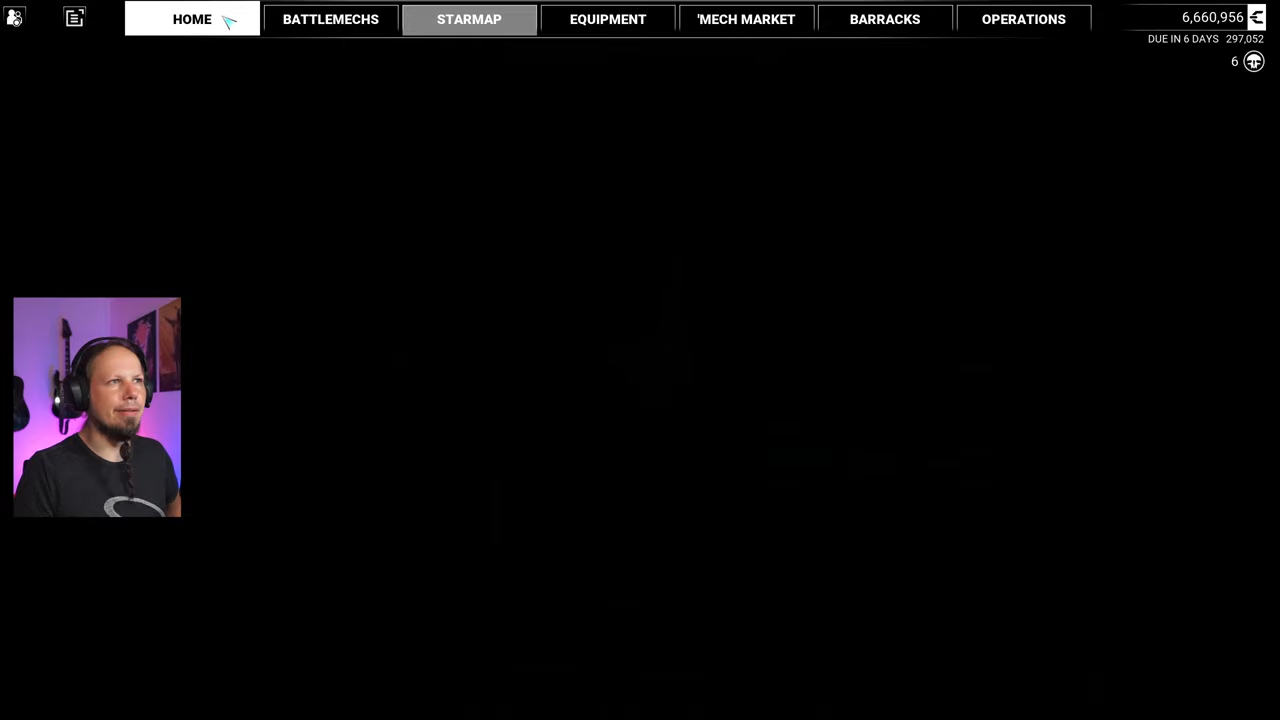 HOME
BATTLEMECHS
STARMAP
EQUIPMENT
'MECH MARKET
BARRACKS
OPERATIONS
6,660,956
DUE IN 6 DAYS 297,052
6